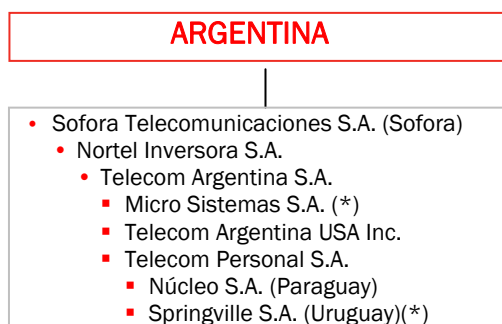 ARGENTINA
• Sofora Telecomunicaciones S.A. (Sofora)
• Nortel Inversora S.A.
• Telecom Argentina S.A.
▪ Micro Sistemas S.A. (*)
▪ Telecom Argentina USA Inc.
▪ Telecom Personal S.A.
▪ Núcleo S.A. (Paraguay)
▪ Springville S.A. (Uruguay)(*)